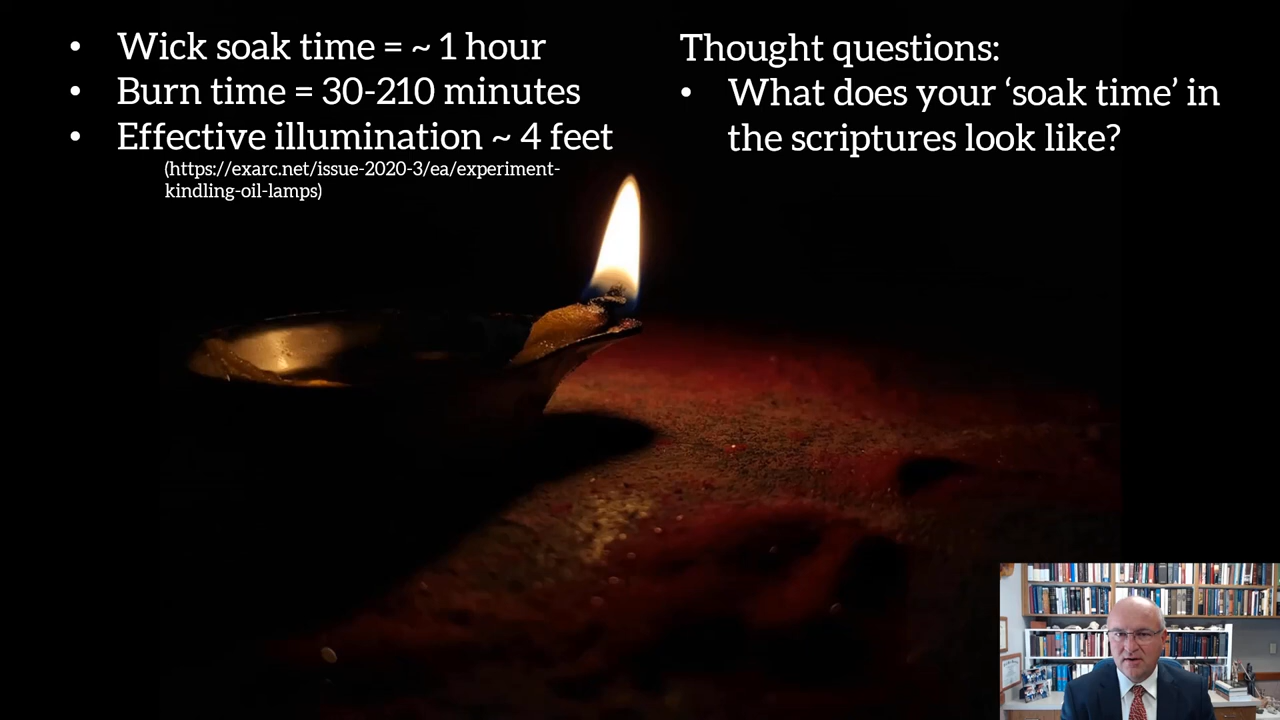 • Wick soak time = ~ 1 hour
• Burn time = 30-210 minutes
• Effective illumination ~ 4 feet
(https://exarc.net/issue-2020-3/ea/experiment-
kindling-oil-lamps)
Thought questions:
• What does your ‘soak time’ in
the scriptures look like?